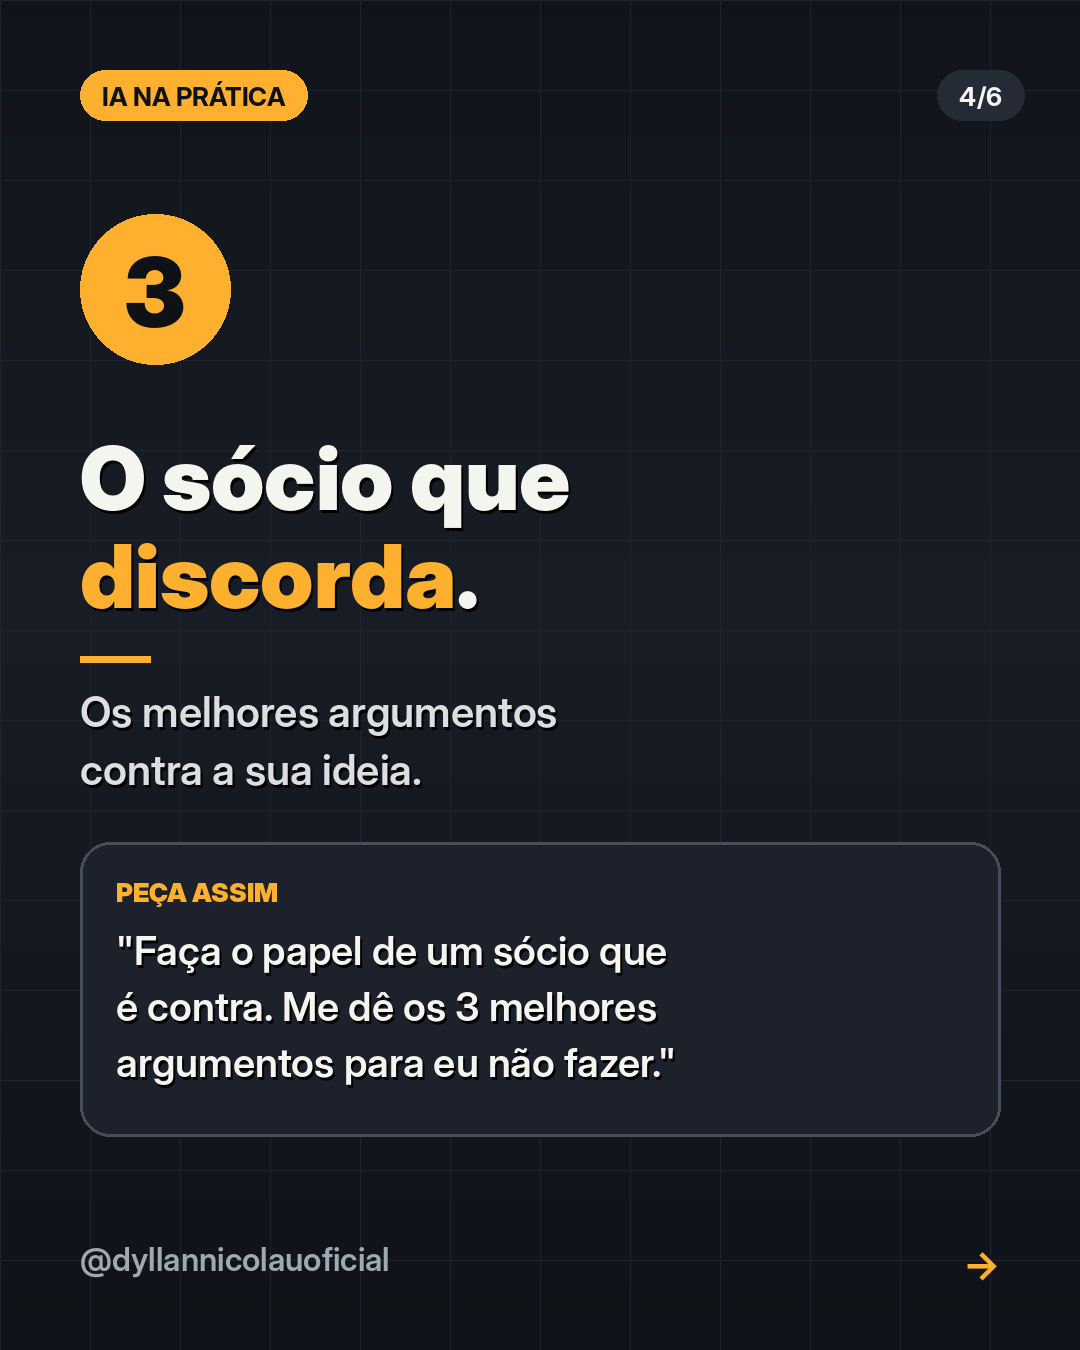 IA NA PRÁTICA
4/6
3
O sócio que
discorda.
Os melhores argumentos
contra a sua ideia.
PEÇA ASSIM
"Faça o papel de um sócio que
é contra. Me dê os 3 melhores
argumentos para eu não fazer."
@dyllannicolauoficial
→